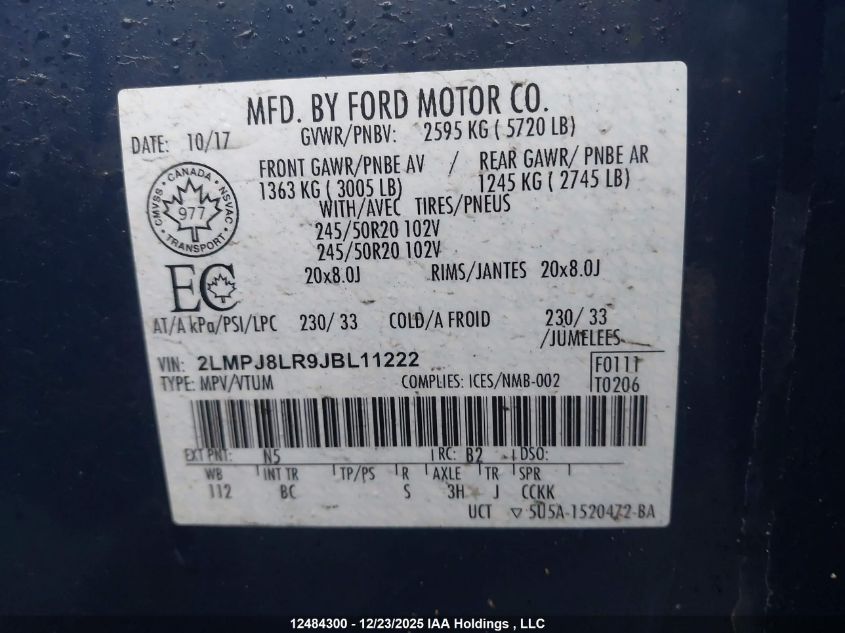 MFD. BY FORD MOTOR CO.
DATE: 10/17 GVWR/PNBV: 2595 KG ( 5720 LB)
FRONT GAWR/PNBE AV / REAR GAWR/ PNBE AR
1363 KG ( 3005 LB) 1245 KG ( 2745 LB)
WITH/AVEC TIRES/PNEUS
245/50R20 102V
245/50R20 102V
20x8.0J RIMS/JANTES 20x8.0J
CMVSS · CANADA · NSVAC
977
TRANSPORT
EC
AT/A kPa/PSI/LPC 230/ 33 COLD/A FROID 230/ 33
/JUMELEES
VIN: 2LMPJ8LR9JBL11222 F0111
TYPE: MPV/VTUM COMPLIES: ICES/NMB-002 T0206
EXT PNT: N5 RC: B2 DSO:
WB INT TR TP/PS R AXLE TR SPR
112 BC S 3H J CCKK
UCT ▽ 5U5A-1520472-BA
12484300 - 12/23/2025 IAA Holdings , LLC